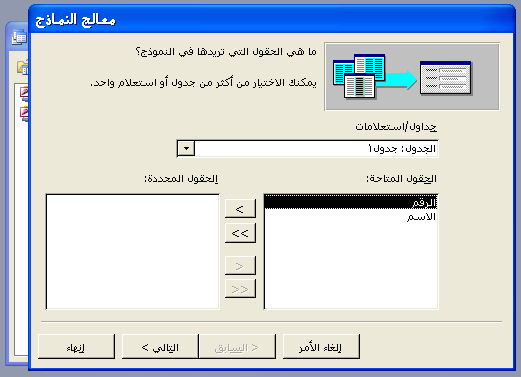 معالج النماذج
ما هي الحقول التي تريدها في النموذج؟
يمكنك الاختيار من أكثر من جدول أو استعلام واحد.
جداول/استعلامات
الجدول: جدول١
الحقول المتاحة:
الحقول المحددة:
الرقم
الاسم
>
>>
<
<<
إلغاء الأمر
< السابق
التالي >
إنهاء